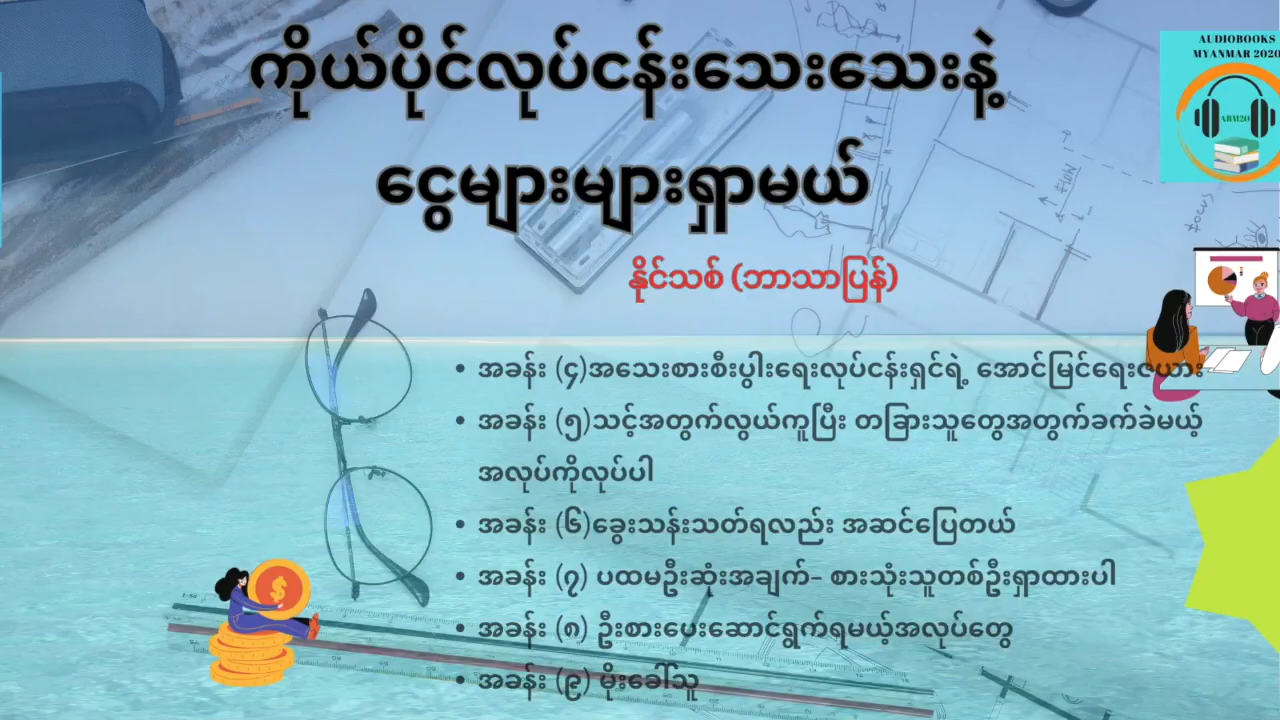 AUDIOBOOKS
MYANMAR 2020
ABM20
ကိုယ်ပိုင်လုပ်ငန်းသေးသေးနဲ့
ငွေများများရှာမယ်
နိုင်သစ် (ဘာသာပြန်)
• အခန်း (၄)အသေးစားစီးပွါးရေးလုပ်ငန်းရှင်ရဲ့ အောင်မြင်ရေးဇယား
• အခန်း (၅)သင့်အတွက်လွယ်ကူပြီး တခြားသူတွေအတွက်ခက်ခဲမယ့်
အလုပ်ကိုလုပ်ပါ
• အခန်း (၆)ခွေးသန်းသတ်ရလည်း အဆင်ပြေတယ်
• အခန်း (၇) ပထမဦးဆုံးအချက်– စားသုံးသူတစ်ဦးရှာထားပါ
• အခန်း (၈) ဦးစားပေးဆောင်ရွက်ရမယ့်အလုပ်တွေ
• အခန်း (၉) မိုးခေါ်သူ
focus